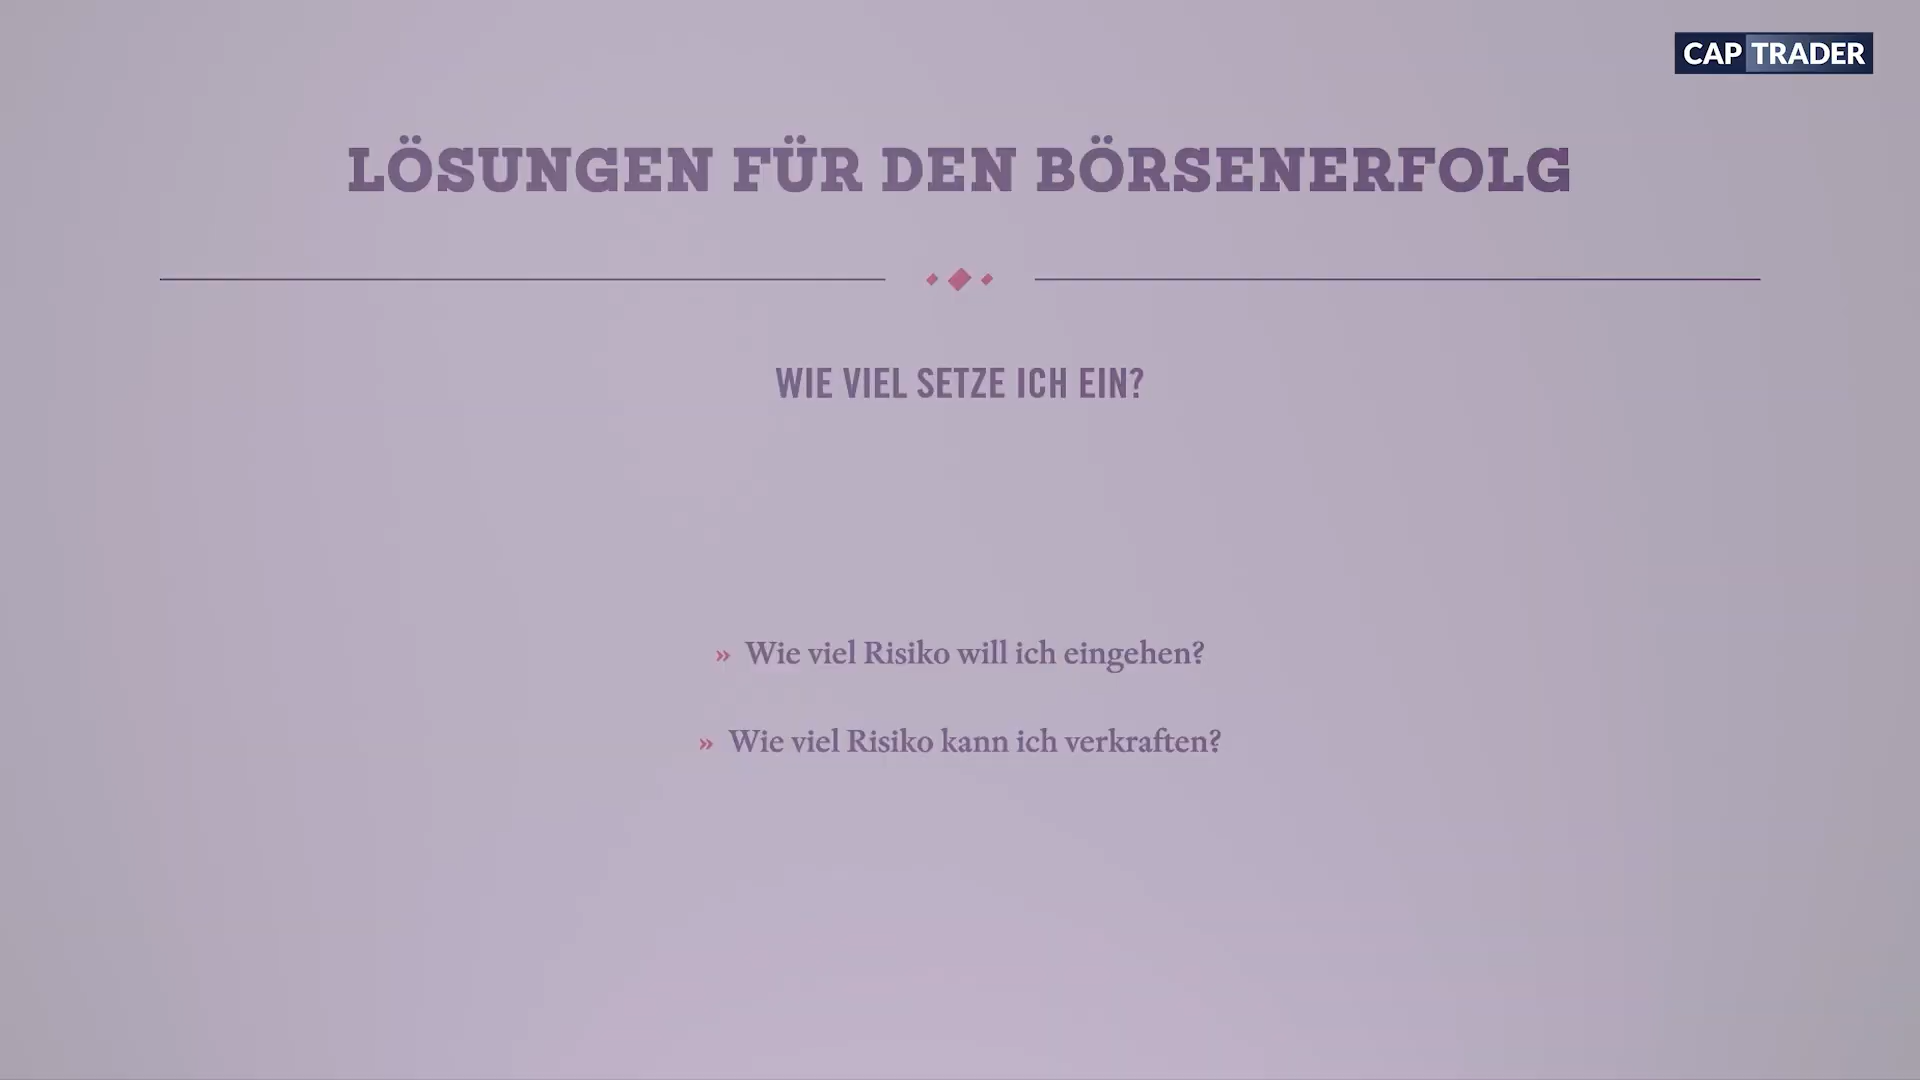 CAP TRADER
LÖSUNGEN FÜR DEN BÖRSENERFOLG
WIE VIEL SETZE ICH EIN?
» Wie viel Risiko will ich eingehen?
» Wie viel Risiko kann ich verkraften?